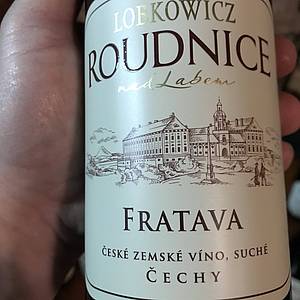 LOBKOWICZ
ROUDNICE
nad Labem
FRATAVA
ČESKÉ ZEMSKÉ VÍNO, SUCHÉ
ČECHY